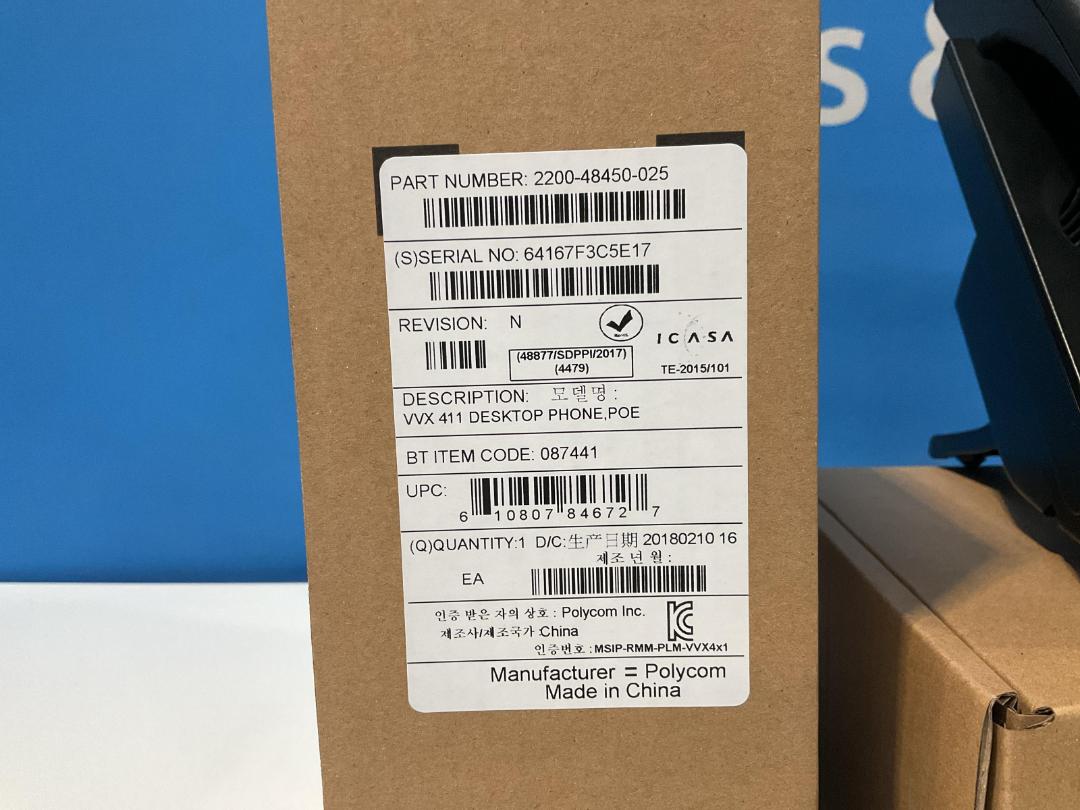 s 8
PART NUMBER: 2200-48450-025
(S)SERIAL NO: 64167F3C5E17
REVISION: N
ICASA
(48877/SDPPI/2017)
(4479)
TE-2015/101
DESCRIPTION: 모델명 :
VVX 411 DESKTOP PHONE,POE
BT ITEM CODE: 087441
UPC:
6 10807 84672 7
(Q)QUANTITY:1 D/C:生产日期 20180210 16
제조 년 월 :
EA
인증 받은 자의 상호 : Polycom Inc.
제조사/제조국가 :China
인증번호 : MSIP-RMM-PLM-VVX4x1
Manufacturer = Polycom
Made in China